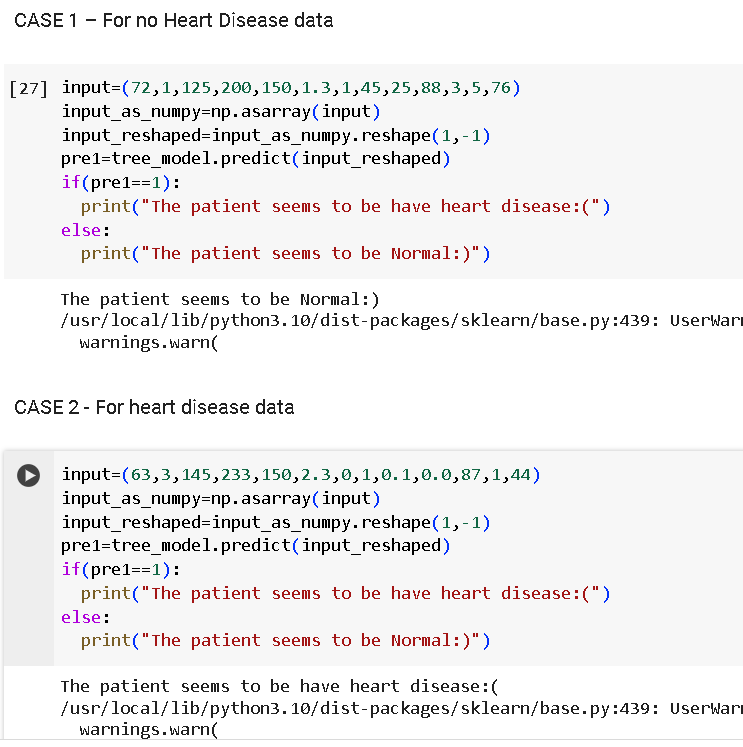 CASE 1 – For no Heart Disease data
[27] input=(72,1,125,200,150,1.3,1,45,25,88,3,5,76)
input_as_numpy=np.asarray(input)
input_reshaped=input_as_numpy.reshape(1,-1)
pre1=tree_model.predict(input_reshaped)
if(pre1==1):
  print("The patient seems to be have heart disease:(")
else:
  print("The patient seems to be Normal:)")
The patient seems to be Normal:)
/usr/local/lib/python3.10/dist-packages/sklearn/base.py:439: UserWarn
  warnings.warn(
CASE 2 - For heart disease data
input=(63,3,145,233,150,2.3,0,1,0.1,0.0,87,1,44)
input_as_numpy=np.asarray(input)
input_reshaped=input_as_numpy.reshape(1,-1)
pre1=tree_model.predict(input_reshaped)
if(pre1==1):
  print("The patient seems to be have heart disease:(")
else:
  print("The patient seems to be Normal:)")
The patient seems to be have heart disease:(
/usr/local/lib/python3.10/dist-packages/sklearn/base.py:439: UserWarn
  warnings.warn(